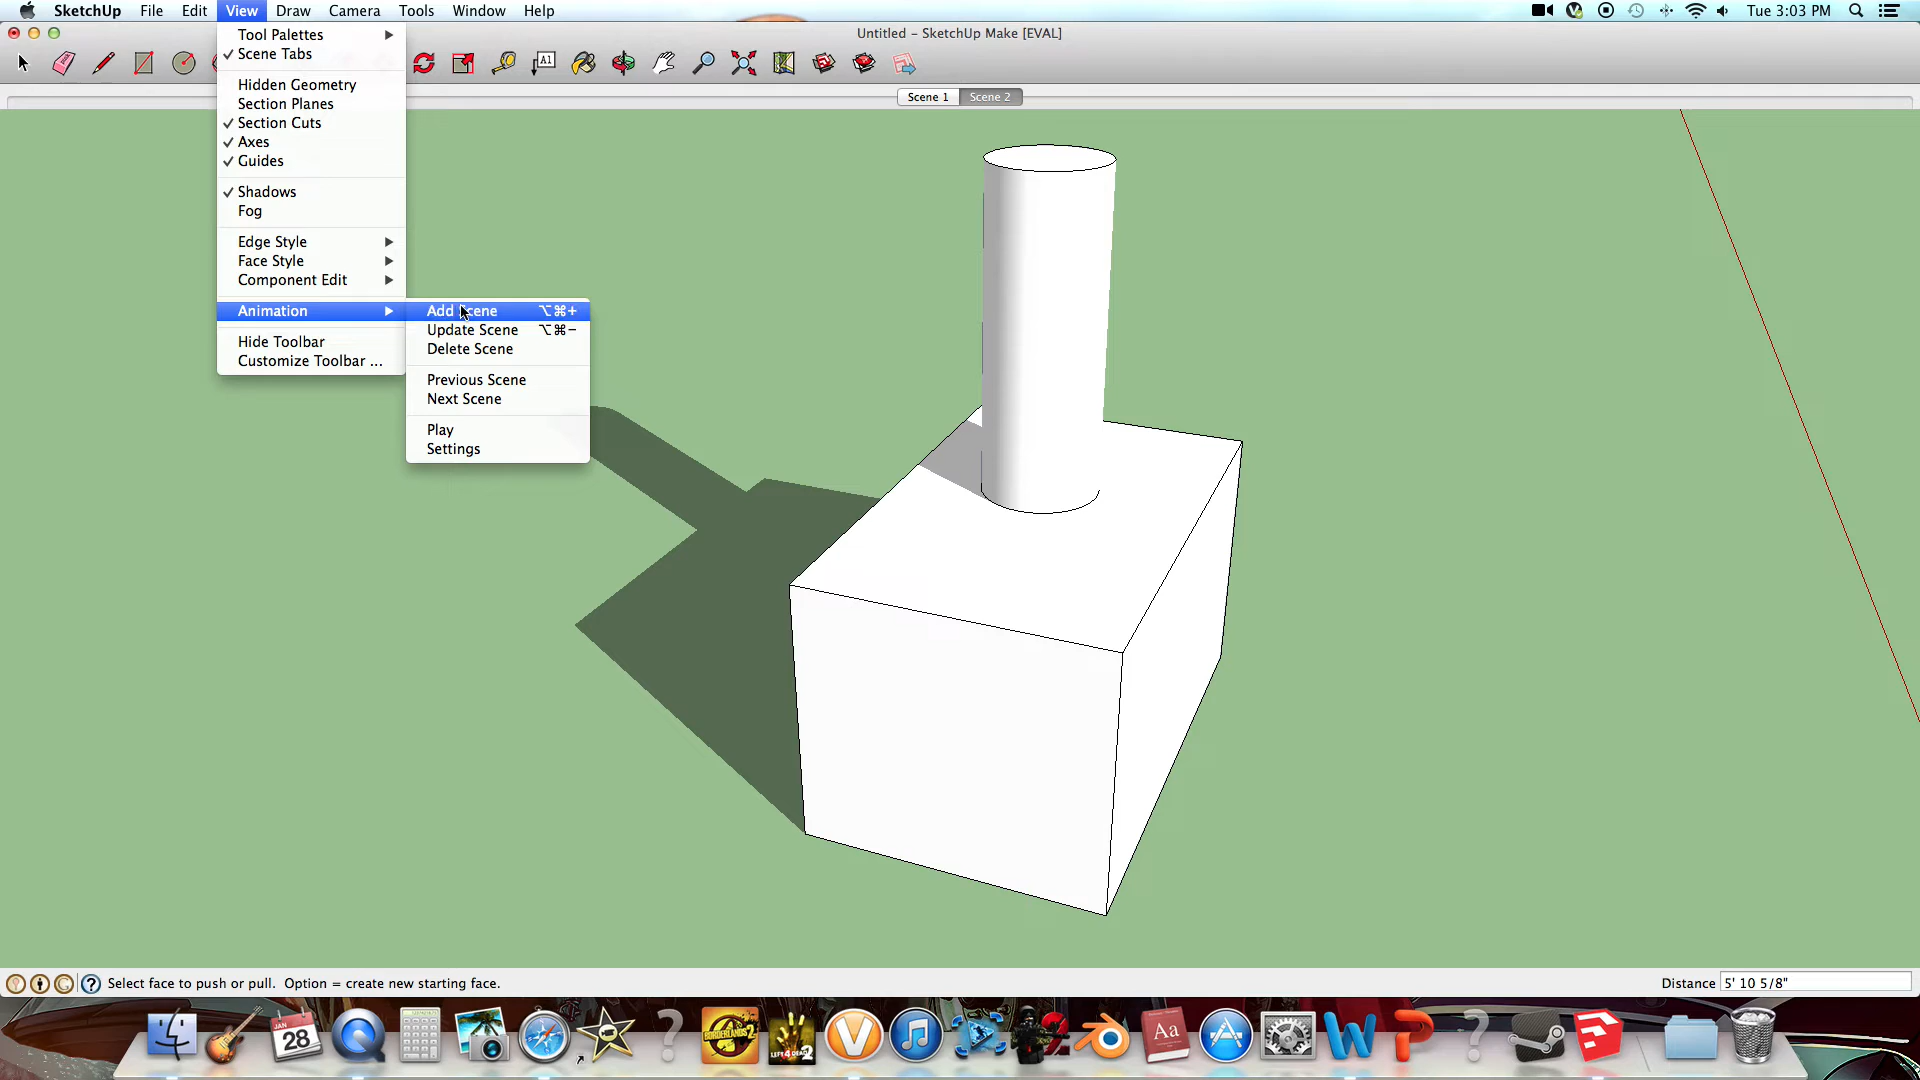 SketchUp File Edit View Draw Camera Tools Window Help Tue 3:03 PM
Untitled – SketchUp Make [EVAL]
A1
Scene 1 Scene 2
Tool Palettes
✓ Scene Tabs
Hidden Geometry
Section Planes
✓ Section Cuts
✓ Axes
✓ Guides
✓ Shadows
Fog
Edge Style
Face Style
Component Edit
Animation
Hide Toolbar
Customize Toolbar ...
Add Scene ⌥⌘+
Update Scene ⌥⌘−
Delete Scene
Previous Scene
Next Scene
Play
Settings
Select face to push or pull. Option = create new starting face.
Distance 5' 10 5/8"
JAN
28
Aa